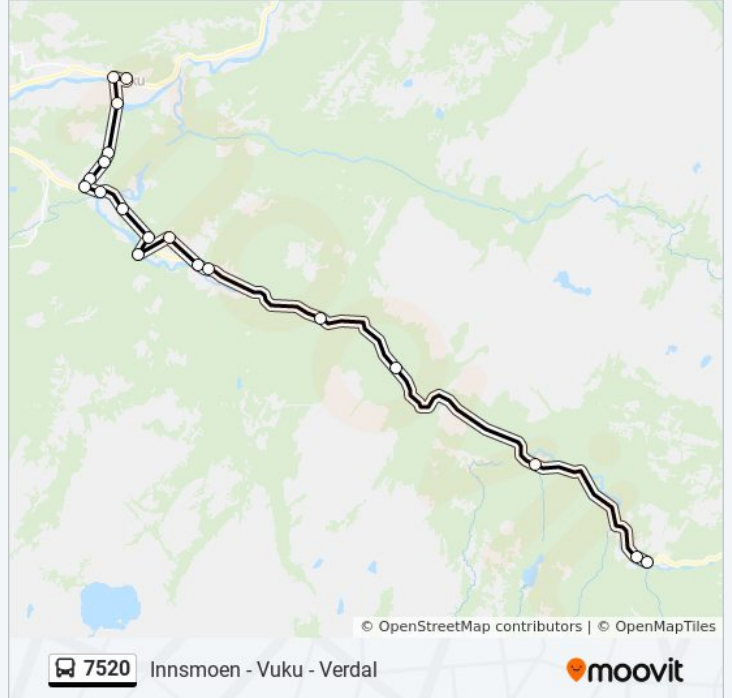 © OpenStreetMap contributors | © OpenMapTiles
7520 Innsmoen - Vuku - Verdal
moovit